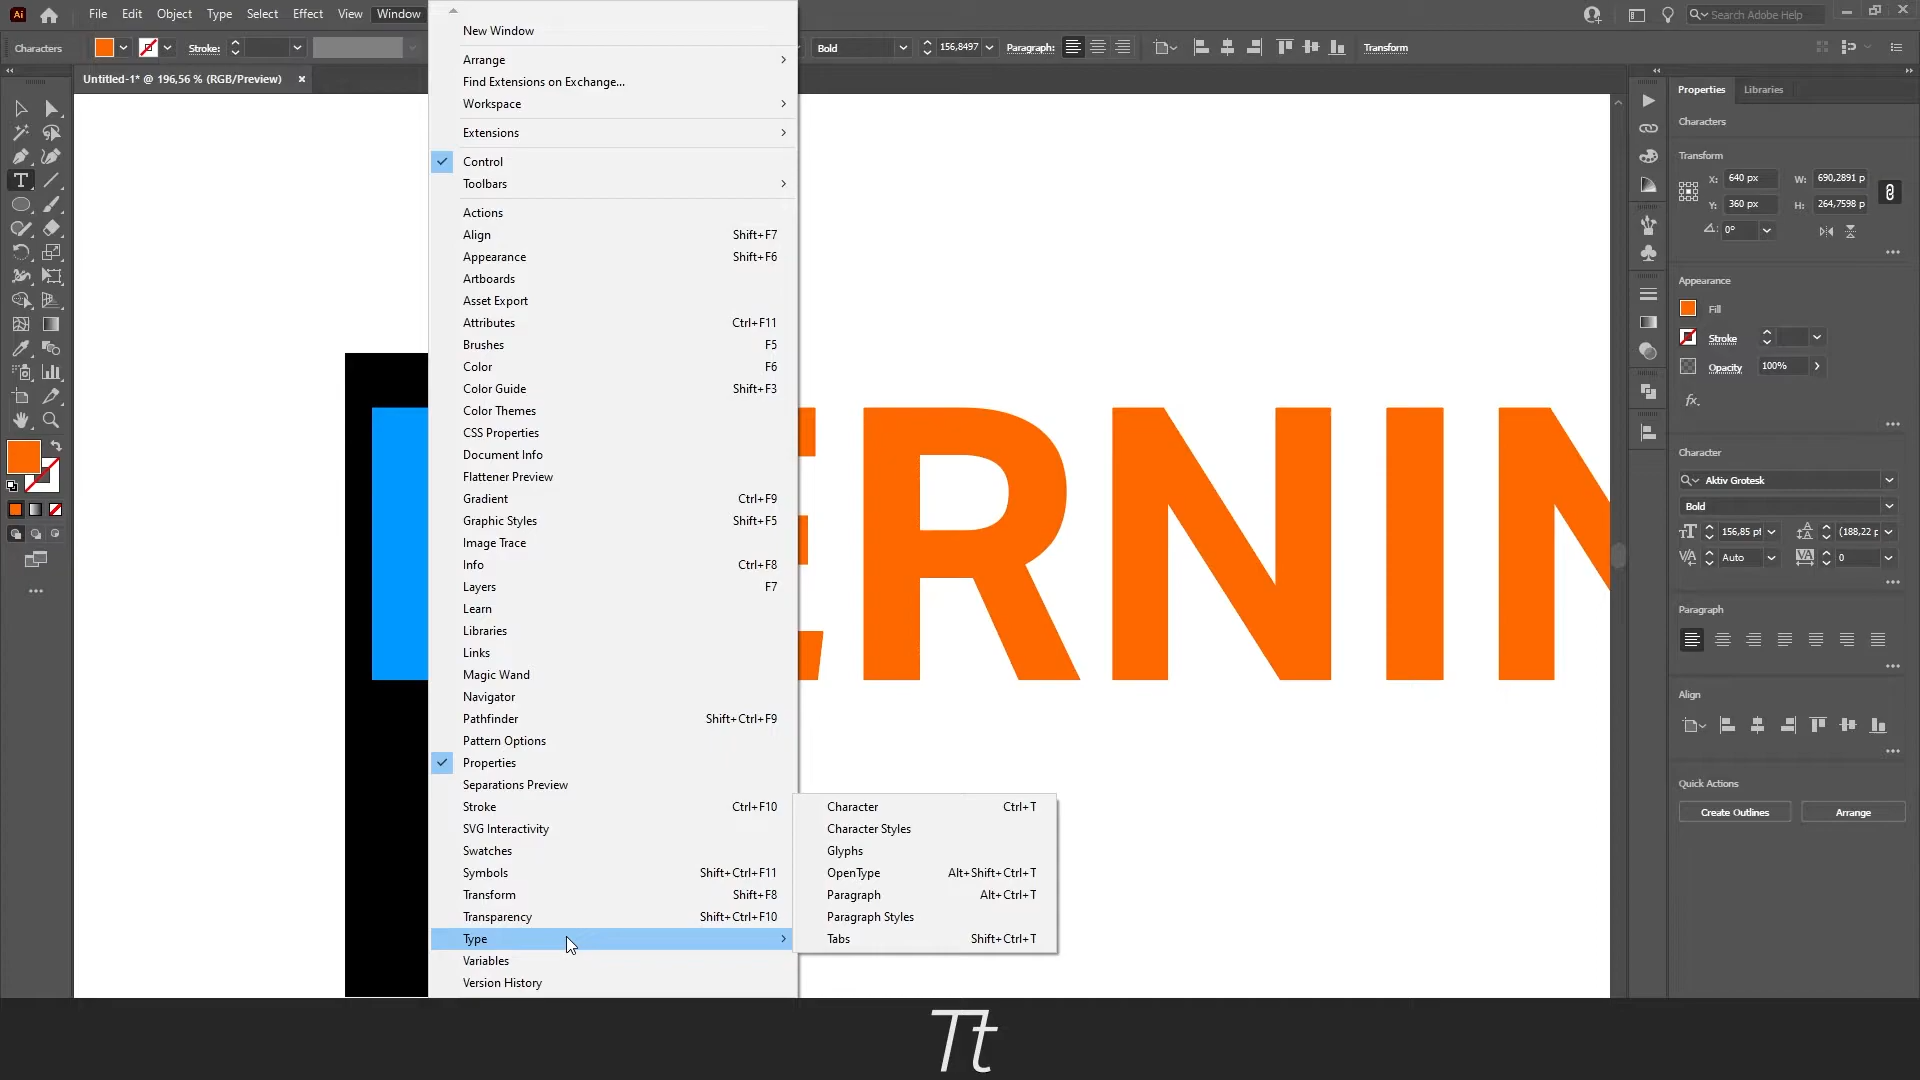 Ai File Edit Object Type Select Effect View Window Search Adobe Help
Characters Stroke: Bold 156,8497 Paragraph: Transform
Untitled-1* @ 196,56 % (RGB/Preview) ×
New Window
Arrange
Find Extensions on Exchange...
Workspace
Extensions
Control
Toolbars
Actions
Align Shift+F7
Appearance Shift+F6
Artboards
Asset Export
Attributes Ctrl+F11
Brushes F5
Color F6
Color Guide Shift+F3
Color Themes
CSS Properties
Document Info
Flattener Preview
Gradient Ctrl+F9
Graphic Styles Shift+F5
Image Trace
Info Ctrl+F8
Layers F7
Learn
Libraries
Links
Magic Wand
Navigator
Pathfinder Shift+Ctrl+F9
Pattern Options
Properties
Separations Preview
Stroke Ctrl+F10
SVG Interactivity
Swatches
Symbols Shift+Ctrl+F11
Transform Shift+F8
Transparency Shift+Ctrl+F10
Type
Variables
Version History
Character Ctrl+T
Character Styles
Glyphs
OpenType Alt+Shift+Ctrl+T
Paragraph Alt+Ctrl+T
Paragraph Styles
Tabs Shift+Ctrl+T
ERNIN
Properties Libraries
Characters
Transform
X: 640 px W: 690,2891 p
Y: 360 px H: 264,7598 p
0°
Appearance
Fill
Stroke
Opacity 100%
fx.
Character
Aktiv Grotesk
Bold
156,85 pt (188,22 p
Auto 0
Paragraph
Align
Quick Actions
Create Outlines Arrange
Tt